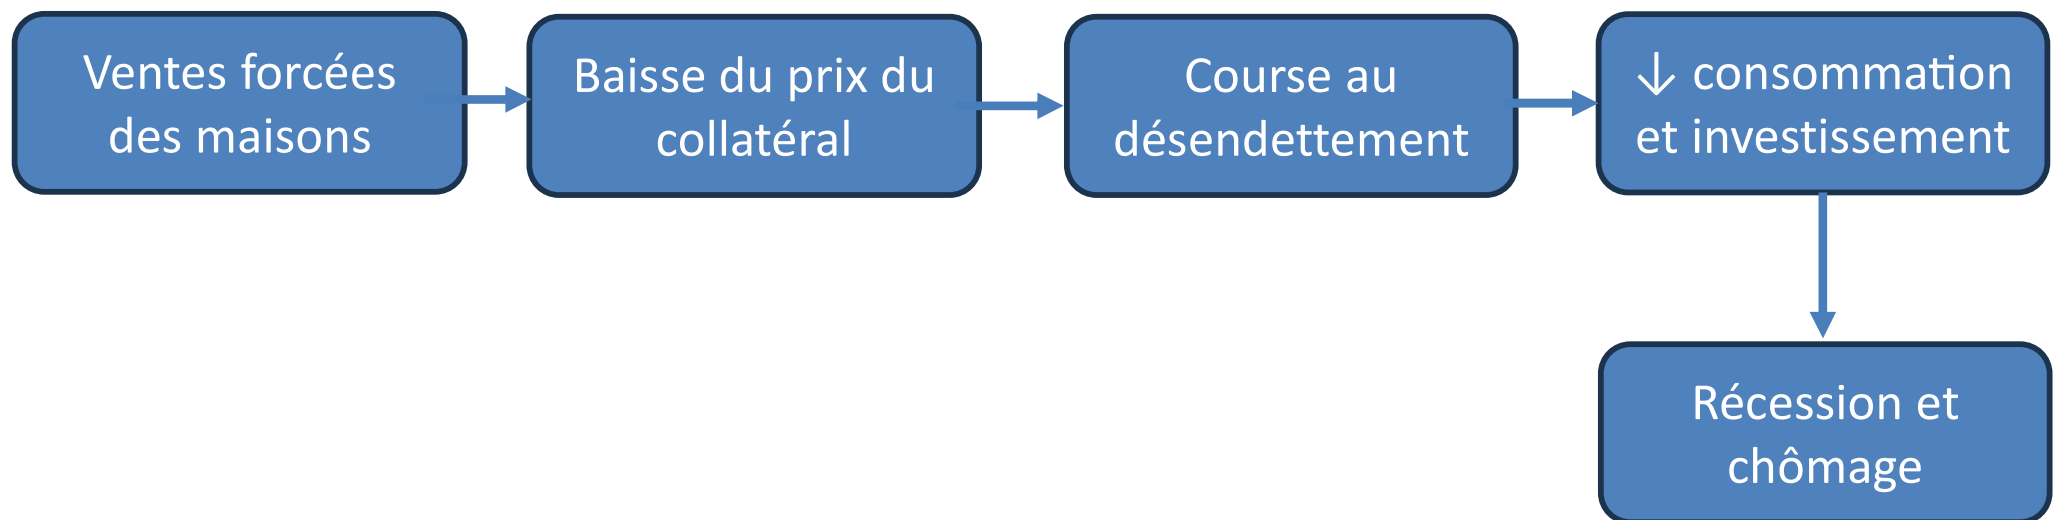 Ventes forcées
des maisons
Baisse du prix du
collatéral
Course au
désendettement
↓ consommation
et investissement
Récession et
chômage